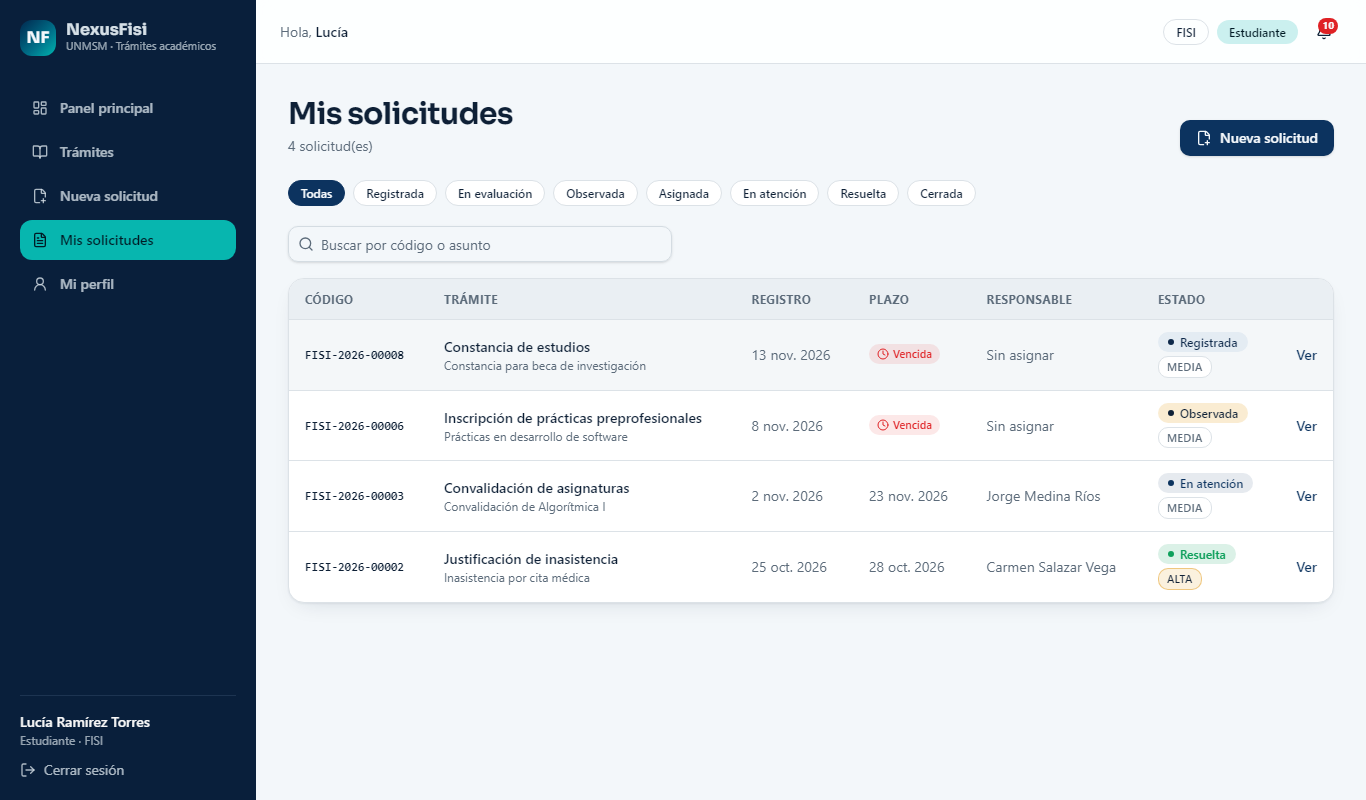 NF
NexusFisi
UNMSM · Trámites académicos
Panel principal
Trámites
Nueva solicitud
Mis solicitudes
Mi perfil
Lucía Ramírez Torres
Estudiante · FISI
Cerrar sesión
Hola, Lucía
FISI
Estudiante
10
Mis solicitudes
4 solicitud(es)
Nueva solicitud
Todas Registrada En evaluación Observada Asignada En atención Resuelta Cerrada
Buscar por código o asunto
CÓDIGO TRÁMITE REGISTRO PLAZO RESPONSABLE ESTADO
FISI-2026-00008 Constancia de estudios 13 nov. 2026 Vencida Sin asignar Registrada Ver
Constancia para beca de investigación MEDIA
FISI-2026-00006 Inscripción de prácticas preprofesionales 8 nov. 2026 Vencida Sin asignar Observada Ver
Prácticas en desarrollo de software MEDIA
FISI-2026-00003 Convalidación de asignaturas 2 nov. 2026 23 nov. 2026 Jorge Medina Ríos En atención Ver
Convalidación de Algorítmica I MEDIA
FISI-2026-00002 Justificación de inasistencia 25 oct. 2026 28 oct. 2026 Carmen Salazar Vega Resuelta Ver
Inasistencia por cita médica ALTA